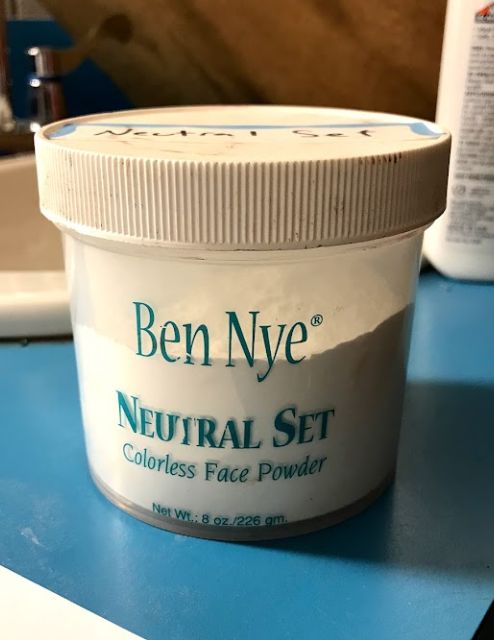 Neutral Set
Ben Nye®
NEUTRAL SET
Colorless Face Powder
Net Wt.: 8 oz./226 gm.